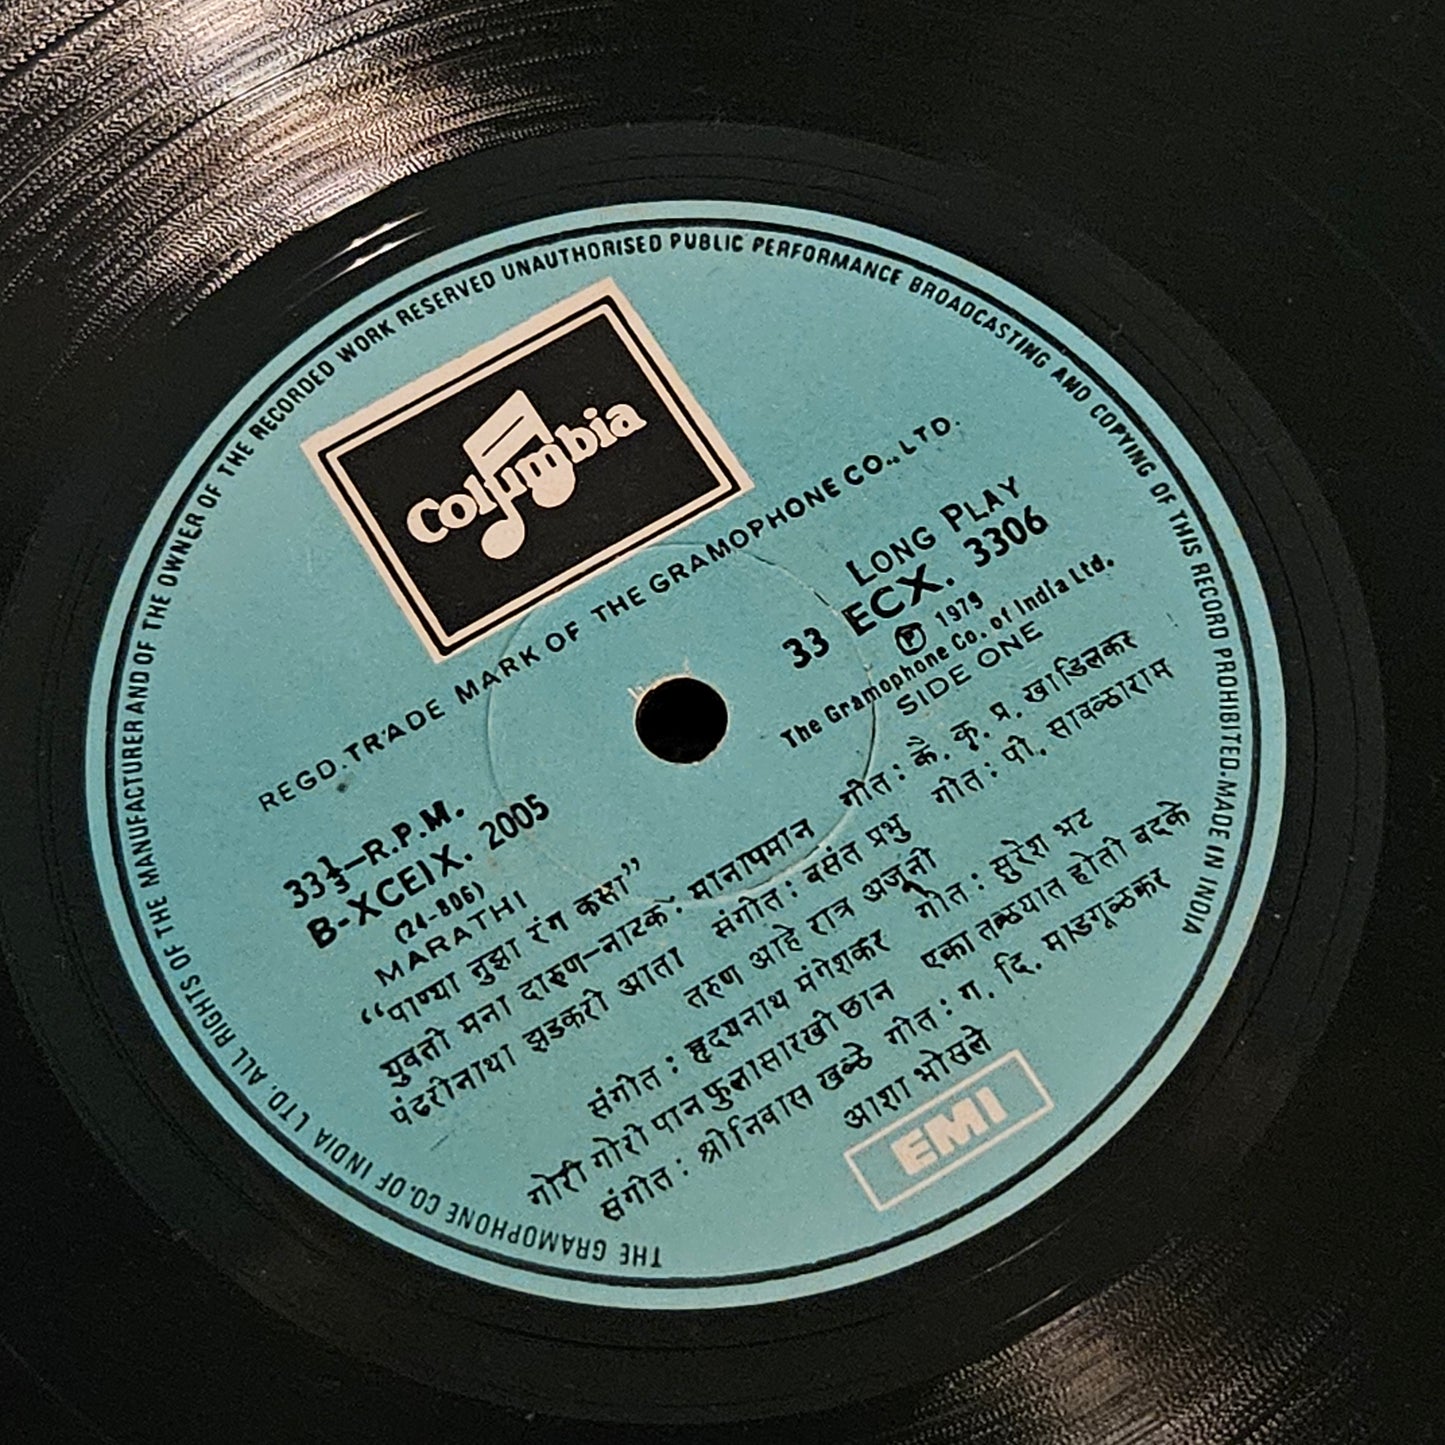 THE GRAMOPHONE CO. OF INDIA LTD. ALL RIGHTS OF THE MANUFACTURER AND OF THE OWNER OF THE RECORDED WORK RESERVED UNAUTHORISED PUBLIC PERFORMANCE BROADCASTING AND COPYING OF THIS RECORD PROHIBITED. MADE IN INDIA
Columbia
REGD. TRADE MARK OF THE GRAMOPHONE CO., LTD.
LONG PLAY
33⅓–R.P.M. 33 ECX. 3306
B-XCEIX. 2005 Ⓟ 1979
(24-806) The Gramophone Co. of India Ltd.
MARATHI SIDE ONE
“पाण्या तुझा रंग कसा”
युवती मना दारुण–नाटक: मानापमान गीत: के. कृ. प्र. खाडिलकर
पंढरीनाथा झडकरी आता संगीत: वसंत प्रभु गीत: पी. सावळाराम
तरुण आहे रात्र अजूनी
संगीत: हृदयनाथ मंगेशकर गीत: सुरेश भट
गोरी गोरी पान फुलासारखी छान एका तळ्यात होती बदके
संगीत: श्रीनिवास खळे गीत: ग. दि. माडगूळकर
आशा भोसले
EMI